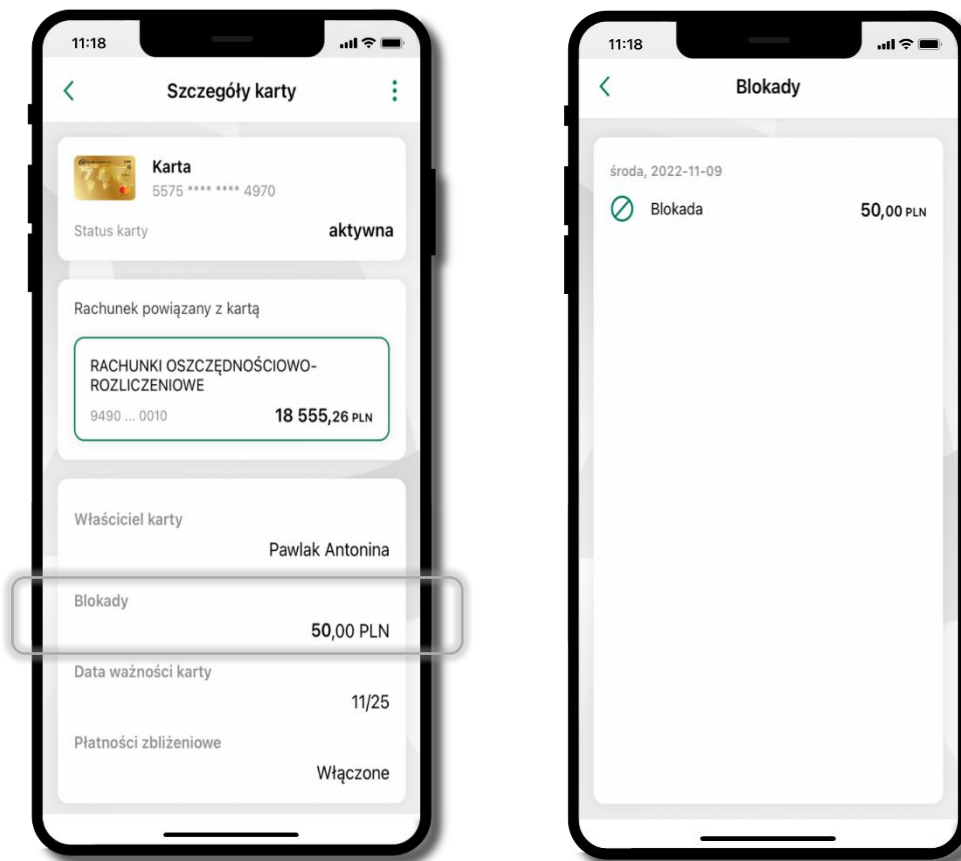 11:18
Szczegóły karty
Karta
5575 **** **** 4970
Status karty
aktywna
Rachunek powiązany z kartą
RACHUNKI OSZCZĘDNOŚCIOWO-
ROZLICZENIOWE
9490 ... 0010
18 555,26 PLN
Właściciel karty
Pawlak Antonina
Blokady
50,00 PLN
Data ważności karty
11/25
Płatności zbliżeniowe
Włączone
11:18
Blokady
środa, 2022-11-09
Blokada
50,00 PLN